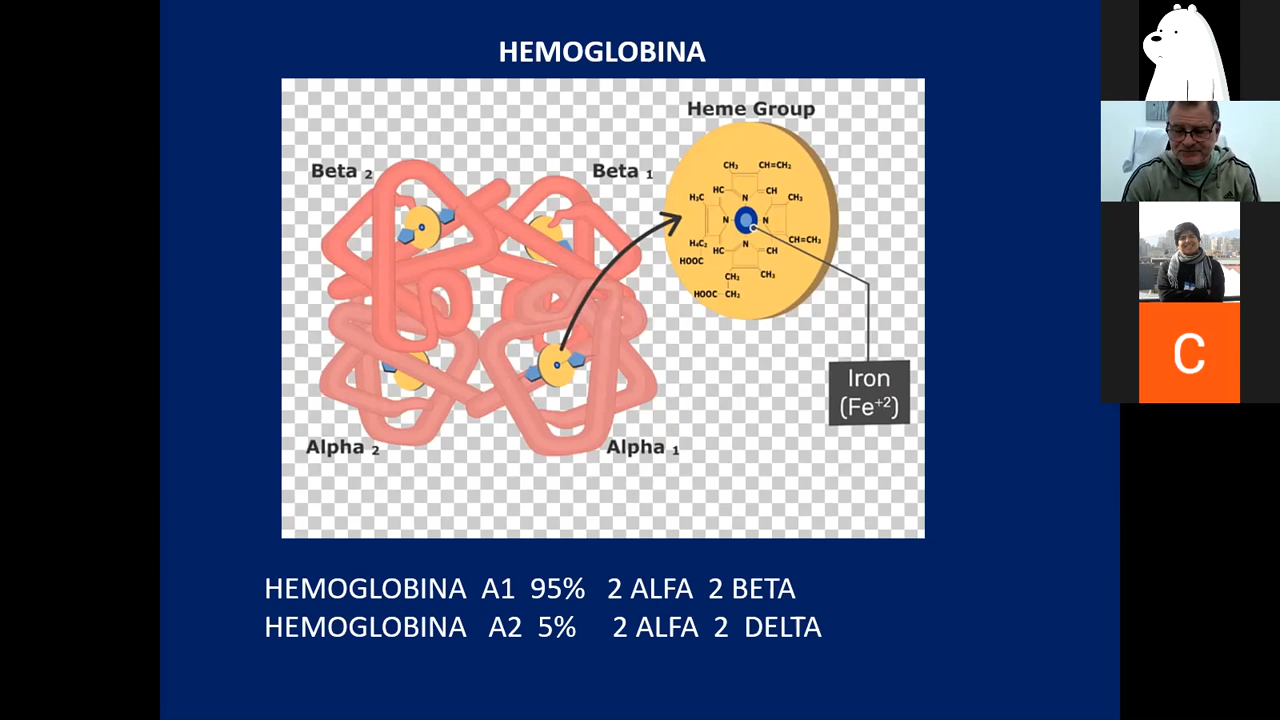 HEMOGLOBINA
Heme Group
Beta 2
Beta 1
CH₃ CH=CH₂
HC CH
H₃C N CH₃
N N
H₄C₂ N CH=CH₃
HC CH
HOOC
CH₂ CH₃
HOOC CH₂
Iron
(Fe⁺²)
Alpha 2
Alpha 1
HEMOGLOBINA A1 95% 2 ALFA 2 BETA
HEMOGLOBINA A2 5% 2 ALFA 2 DELTA
C